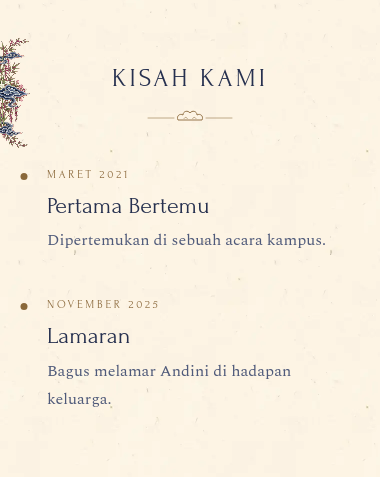 KISAH KAMI
MARET 2021
Pertama Bertemu
Dipertemukan di sebuah acara kampus.
NOVEMBER 2025
Lamaran
Bagus melamar Andini di hadapan
keluarga.